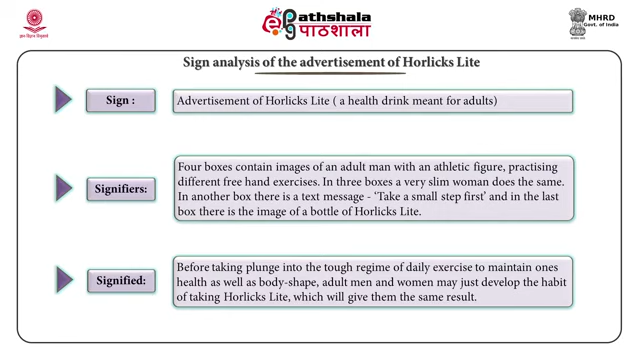 Pathshala
पाठशाला
MHRD
Govt. of India
Sign analysis of the advertisement of Horlicks Lite
Sign :
Advertisement of Horlicks Lite ( a health drink meant for adults)
Signifiers:
Four boxes contain images of an adult man with an athletic figure, practising
different free hand exercises. In three boxes a very slim woman does the same.
In another box there is a text message - ‘Take a small step first’ and in the last
box there is the image of a bottle of Horlicks Lite.
Signified:
Before taking plunge into the tough regime of daily exercise to maintain ones
health as well as body-shape, adult men and women may just develop the habit
of taking Horlicks Lite, which will give them the same result.